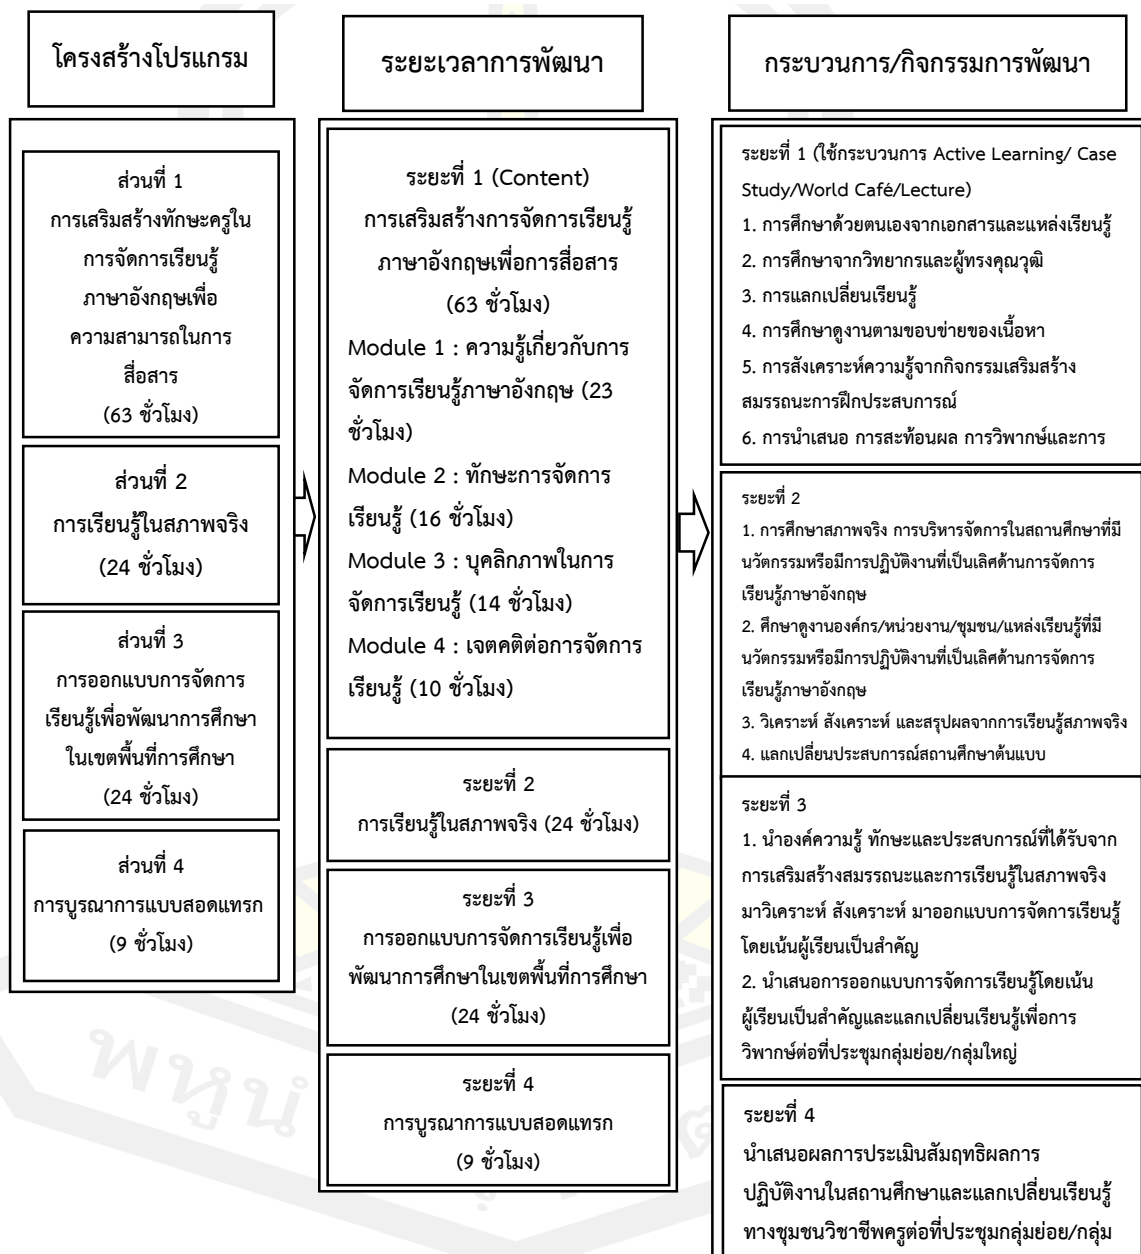 โครงสร้างโปรแกรม
ระยะเวลาการพัฒนา
กระบวนการ/กิจกรรมการพัฒนา
ส่วนที่ 1
การเสริมสร้างทักษะครูใน
การจัดการเรียนรู้
ภาษาอังกฤษเพื่อ
ความสามารถในการ
สื่อสาร
(63 ชั่วโมง)
ส่วนที่ 2
การเรียนรู้ในสภาพจริง
(24 ชั่วโมง)
ส่วนที่ 3
การออกแบบการจัดการ
เรียนรู้เพื่อพัฒนาการศึกษา
ในเขตพื้นที่การศึกษา
(24 ชั่วโมง)
ส่วนที่ 4
การบูรณาการแบบสอดแทรก
(9 ชั่วโมง)
ระยะที่ 1 (Content)
การเสริมสร้างการจัดการเรียนรู้
ภาษาอังกฤษเพื่อการสื่อสาร
(63 ชั่วโมง)
Module 1 : ความรู้เกี่ยวกับการ
จัดการเรียนรู้ภาษาอังกฤษ (23
ชั่วโมง)
Module 2 : ทักษะการจัดการ
เรียนรู้ (16 ชั่วโมง)
Module 3 : บุคลิกภาพในการ
จัดการเรียนรู้ (14 ชั่วโมง)
Module 4 : เจตคติต่อการจัดการ
เรียนรู้ (10 ชั่วโมง)
ระยะที่ 2
การเรียนรู้ในสภาพจริง (24 ชั่วโมง)
ระยะที่ 3
การออกแบบการจัดการเรียนรู้เพื่อ
พัฒนาการศึกษาในเขตพื้นที่การศึกษา
(24 ชั่วโมง)
ระยะที่ 4
การบูรณาการแบบสอดแทรก
(9 ชั่วโมง)
ระยะที่ 1 (ใช้กระบวนการ Active Learning/ Case
Study/World Café/Lecture)
1. การศึกษาด้วยตนเองจากเอกสารและแหล่งเรียนรู้
2. การศึกษาจากวิทยากรและผู้ทรงคุณวุฒิ
3. การแลกเปลี่ยนเรียนรู้
4. การศึกษาดูงานตามขอบข่ายของเนื้อหา
5. การสังเคราะห์ความรู้จากกิจกรรมเสริมสร้าง
สมรรถนะการฝึกประสบการณ์
6. การนำเสนอ การสะท้อนผล การวิพากษ์และการ
ระยะที่ 2
1. การศึกษาสภาพจริง การบริหารจัดการในสถานศึกษาที่มี
นวัตกรรมหรือมีการปฏิบัติงานที่เป็นเลิศด้านการจัดการ
เรียนรู้ภาษาอังกฤษ
2. ศึกษาดูงานองค์กร/หน่วยงาน/ชุมชน/แหล่งเรียนรู้ที่มี
นวัตกรรมหรือมีการปฏิบัติงานที่เป็นเลิศด้านการจัดการ
เรียนรู้ภาษาอังกฤษ
3. วิเคราะห์ สังเคราะห์ และสรุปผลจากการเรียนรู้สภาพจริง
4. แลกเปลี่ยนประสบการณ์สถานศึกษาต้นแบบ
ระยะที่ 3
1. นำองค์ความรู้ ทักษะและประสบการณ์ที่ได้รับจาก
การเสริมสร้างสมรรถนะและการเรียนรู้ในสภาพจริง
มาวิเคราะห์ สังเคราะห์ มาออกแบบการจัดการเรียนรู้
โดยเน้นผู้เรียนเป็นสำคัญ
2. นำเสนอการออกแบบการจัดการเรียนรู้โดยเน้น
ผู้เรียนเป็นสำคัญและแลกเปลี่ยนเรียนรู้เพื่อการ
วิพากษ์ต่อที่ประชุมกลุ่มย่อย/กลุ่มใหญ่
ระยะที่ 4
นำเสนอผลการประเมินสัมฤทธิผลการ
ปฏิบัติงานในสถานศึกษาและแลกเปลี่ยนเรียนรู้
ทางชุมชนวิชาชีพครูต่อที่ประชุมกลุ่มย่อย/กลุ่ม